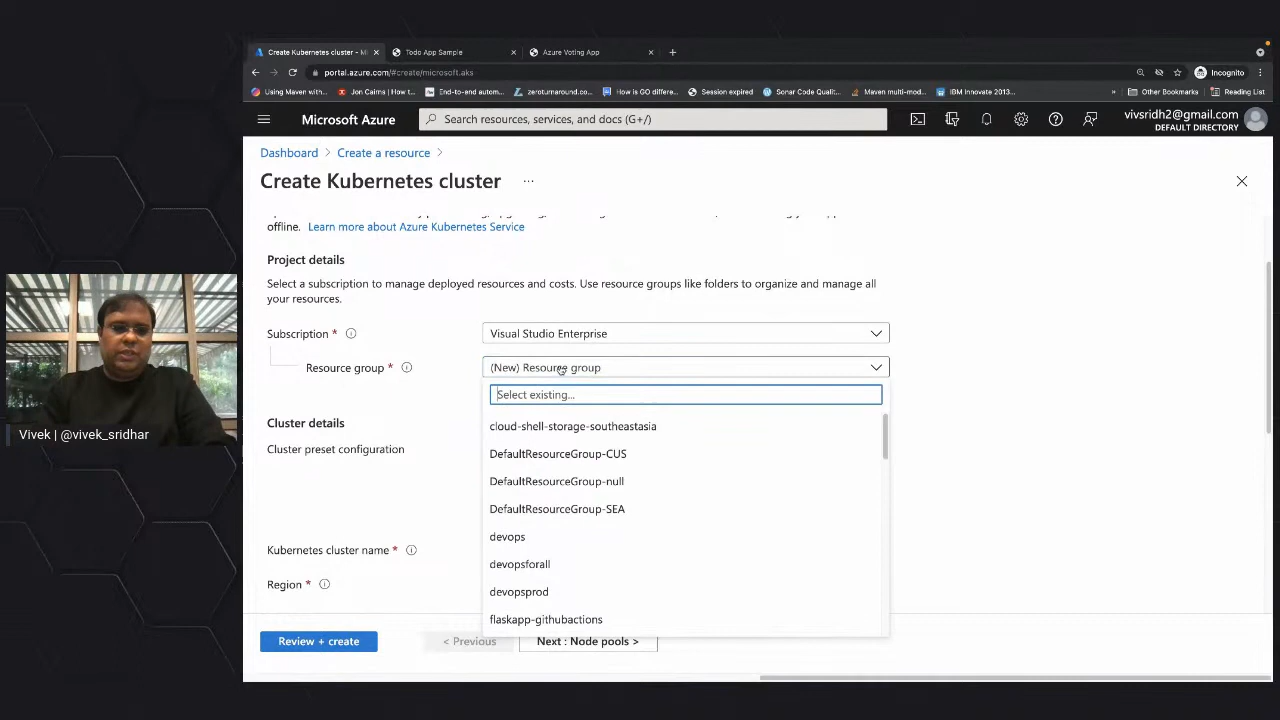 Create Kubernetes cluster - Mi
Todo App Sample
Azure Voting App
portal.azure.com/#create/microsoft.aks
Incognito
Using Maven with...
Jon Cairns | How t...
End-to-end autom...
zeroturnaround.co...
How is GO differe...
Session expired
Sonar Code Qualit...
Maven multi-mod...
IBM Innovate 2013...
Other Bookmarks
Reading List
Microsoft Azure
Search resources, services, and docs (G+/)
vivsridh2@gmail.com
DEFAULT DIRECTORY
Dashboard > Create a resource >
Create Kubernetes cluster ...
offline. Learn more about Azure Kubernetes Service
Project details
Select a subscription to manage deployed resources and costs. Use resource groups like folders to organize and manage all
your resources.
Subscription *
Visual Studio Enterprise
Resource group *
(New) Resource group
Select existing...
cloud-shell-storage-southeastasia
DefaultResourceGroup-CUS
DefaultResourceGroup-null
DefaultResourceGroup-SEA
devops
devopsforall
devopsprod
flaskapp-githubactions
Cluster details
Cluster preset configuration
Kubernetes cluster name *
Region *
Review + create
< Previous
Next : Node pools >
Vivek | @vivek_sridhar